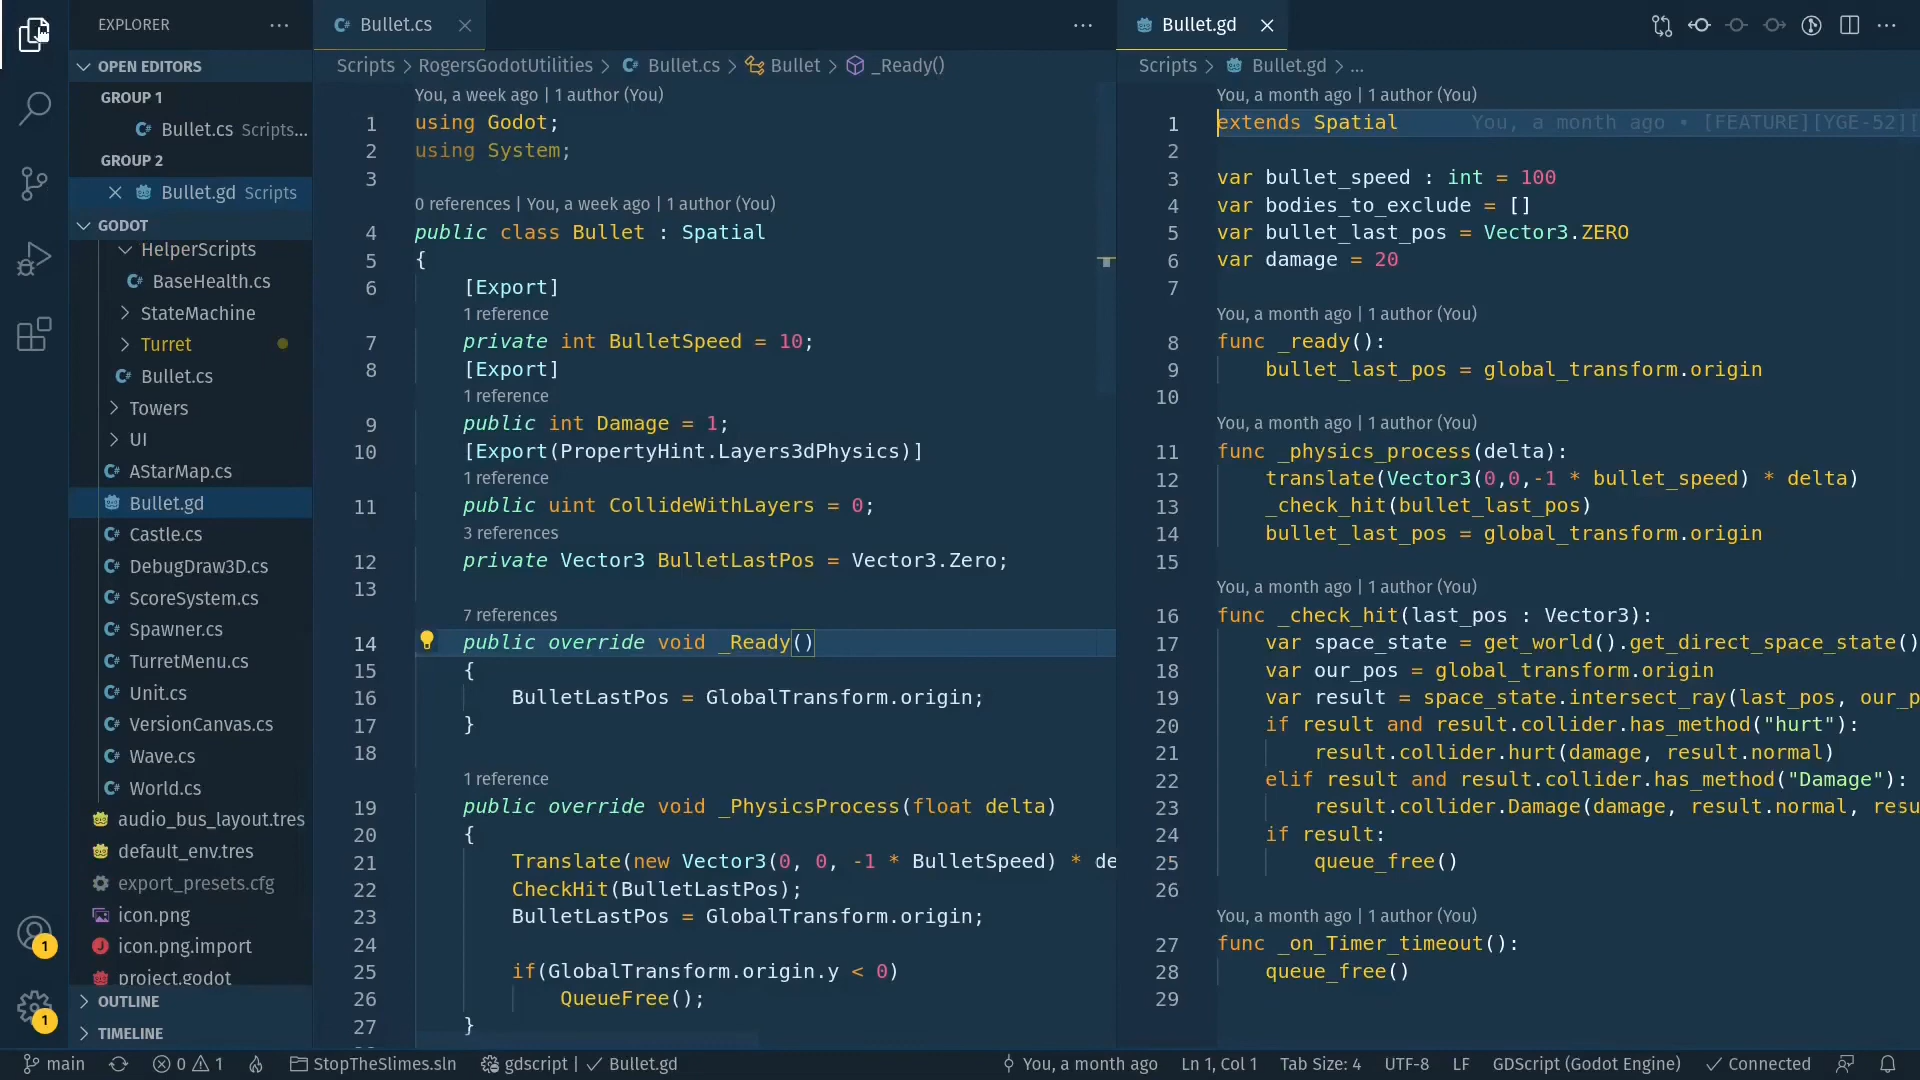 EXPLORER
OPEN EDITORS
GROUP 1
Bullet.cs Scripts...
GROUP 2
Bullet.gd Scripts
GODOT
HelperScripts
BaseHealth.cs
StateMachine
Turret
Bullet.cs
Towers
UI
AStarMap.cs
Bullet.gd
Castle.cs
DebugDraw3D.cs
ScoreSystem.cs
Spawner.cs
TurretMenu.cs
Unit.cs
VersionCanvas.cs
Wave.cs
World.cs
audio_bus_layout.tres
default_env.tres
export_presets.cfg
icon.png
icon.png.import
project.godot
OUTLINE
TIMELINE
1
1
Bullet.cs
Scripts > RogersGodotUtilities > Bullet.cs > Bullet > _Ready()
You, a week ago | 1 author (You)
1 using Godot;
2 using System;
3
0 references | You, a week ago | 1 author (You)
4 public class Bullet : Spatial
5 {
6 [Export]
1 reference
7 private int BulletSpeed = 10;
8 [Export]
1 reference
9 public int Damage = 1;
10 [Export(PropertyHint.Layers3dPhysics)]
1 reference
11 public uint CollideWithLayers = 0;
3 references
12 private Vector3 BulletLastPos = Vector3.Zero;
13
7 references
14 public override void _Ready()
15 {
16 BulletLastPos = GlobalTransform.origin;
17 }
18
1 reference
19 public override void _PhysicsProcess(float delta)
20 {
21 Translate(new Vector3(0, 0, -1 * BulletSpeed) * de
22 CheckHit(BulletLastPos);
23 BulletLastPos = GlobalTransform.origin;
24
25 if(GlobalTransform.origin.y < 0)
26 QueueFree();
27 }
Bullet.gd
Scripts > Bullet.gd > ...
You, a month ago | 1 author (You)
1 extends Spatial You, a month ago • [FEATURE][YGE-52][
2
3 var bullet_speed : int = 100
4 var bodies_to_exclude = []
5 var bullet_last_pos = Vector3.ZERO
6 var damage = 20
7
You, a month ago | 1 author (You)
8 func _ready():
9 bullet_last_pos = global_transform.origin
10
You, a month ago | 1 author (You)
11 func _physics_process(delta):
12 translate(Vector3(0,0,-1 * bullet_speed) * delta)
13 _check_hit(bullet_last_pos)
14 bullet_last_pos = global_transform.origin
15
You, a month ago | 1 author (You)
16 func _check_hit(last_pos : Vector3):
17 var space_state = get_world().get_direct_space_state()
18 var our_pos = global_transform.origin
19 var result = space_state.intersect_ray(last_pos, our_p
20 if result and result.collider.has_method("hurt"):
21 result.collider.hurt(damage, result.normal)
22 elif result and result.collider.has_method("Damage"):
23 result.collider.Damage(damage, result.normal, resu
24 if result:
25 queue_free()
26
You, a month ago | 1 author (You)
27 func _on_Timer_timeout():
28 queue_free()
29
main 0 1 StopTheSlimes.sln gdscript | ✓ Bullet.gd You, a month ago Ln 1, Col 1 Tab Size: 4 UTF-8 LF GDScript (Godot Engine) ✓ Connected